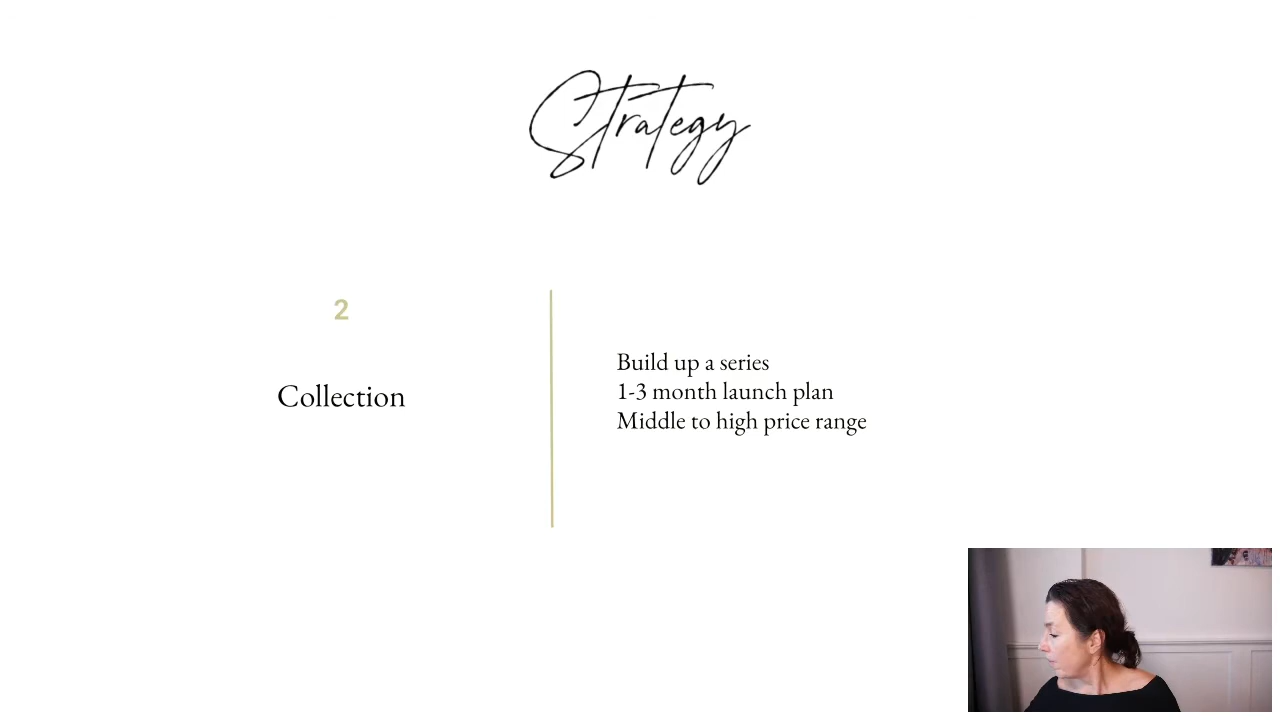 Strategy
2
Collection
Build up a series
1-3 month launch plan
Middle to high price range